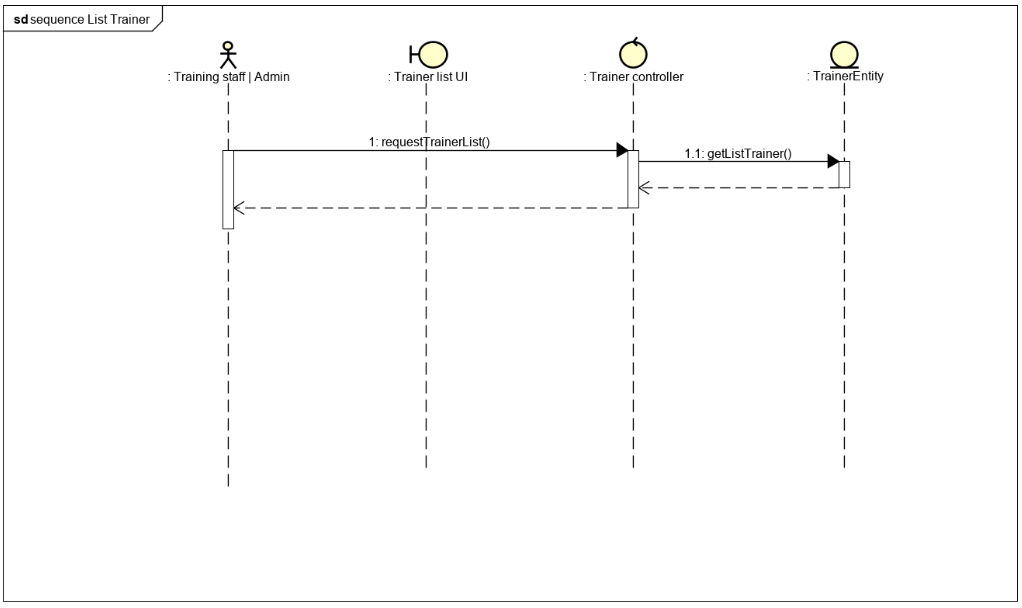 sd sequence List Trainer
: Training staff | Admin
: Trainer list UI
: Trainer controller
: TrainerEntity
1: requestTrainerList()
1.1: getListTrainer()